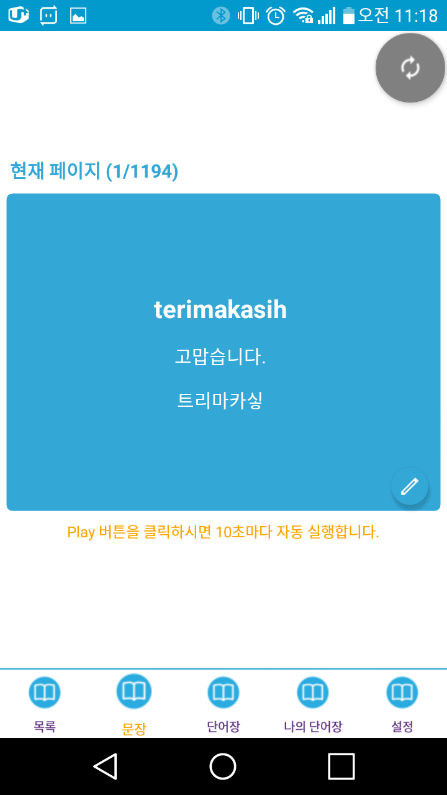 오전 11:18
현재 페이지 (1/1194)
terimakasih
고맙습니다.
트리마카싷
Play 버튼을 클릭하시면 10초마다 자동 실행합니다.
목록
문장
단어장
나의 단어장
설정